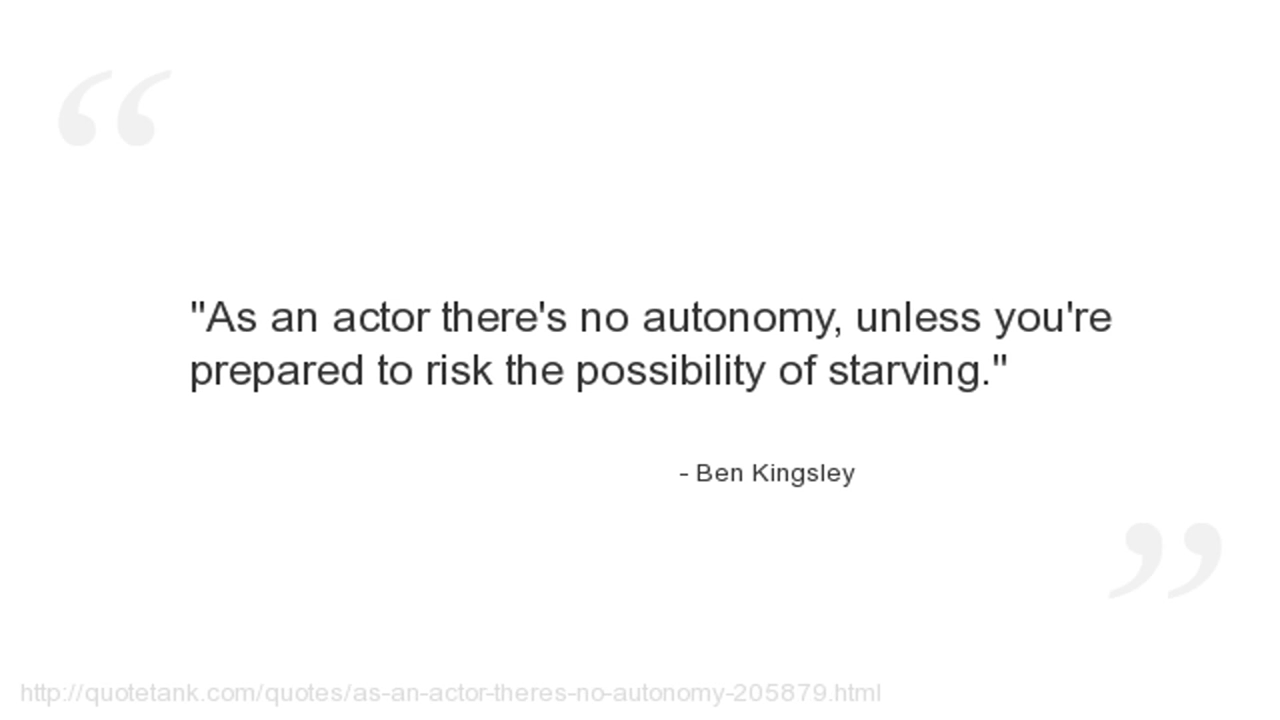 "As an actor there's no autonomy, unless you're
prepared to risk the possibility of starving."
- Ben Kingsley
http://quotetank.com/quotes/as-an-actor-theres-no-autonomy-205879.html